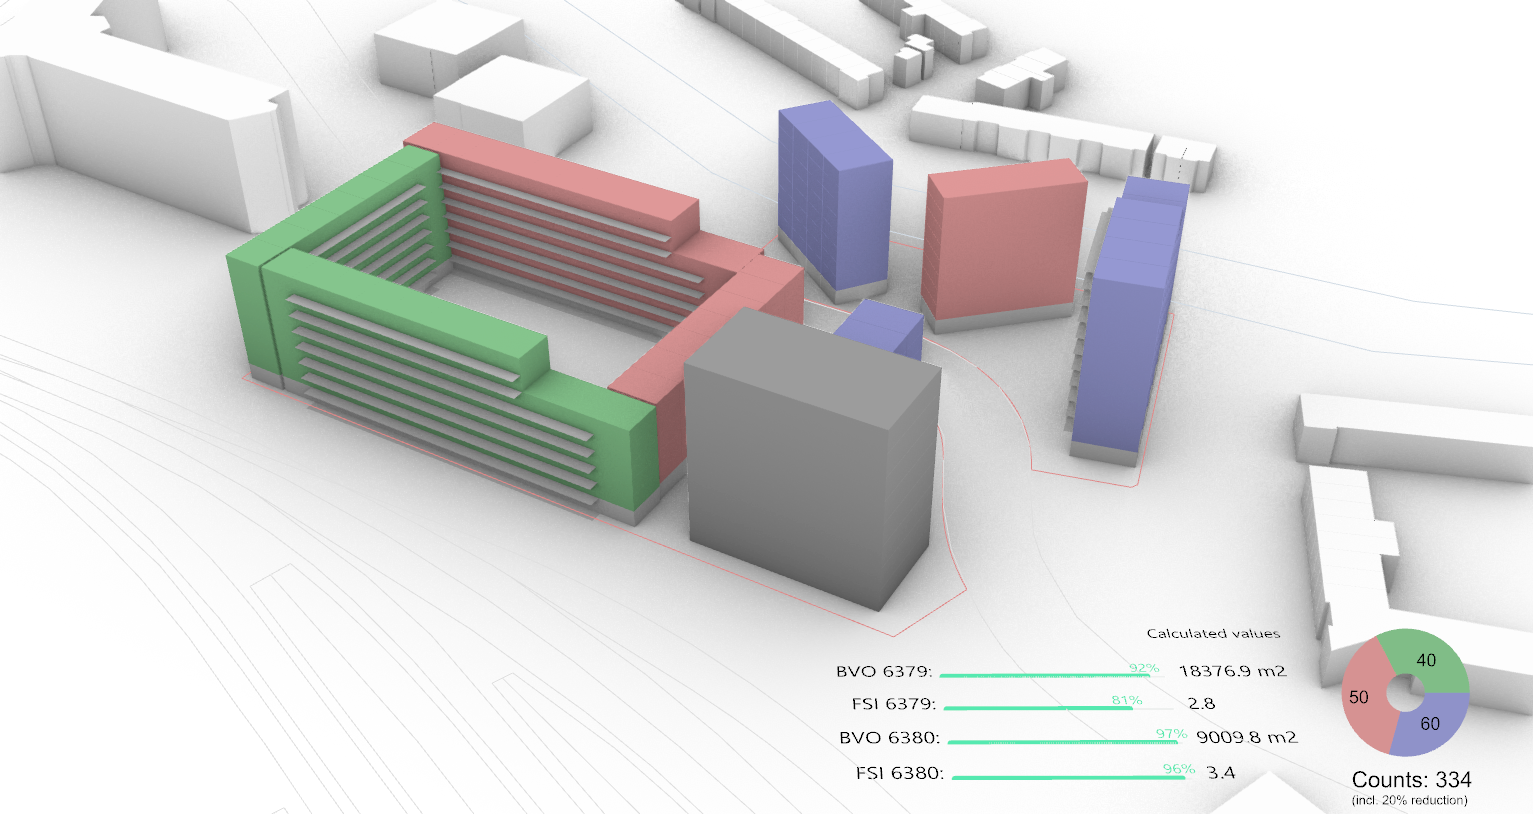 Calculated values
BVO 6379: 92% 18376.9 m2
FSI 6379: 81% 2.8
BVO 6380: 97% 9009.8 m2
FSI 6380: 96% 3.4
40
50
60
Counts: 334
(incl. 20% reduction)